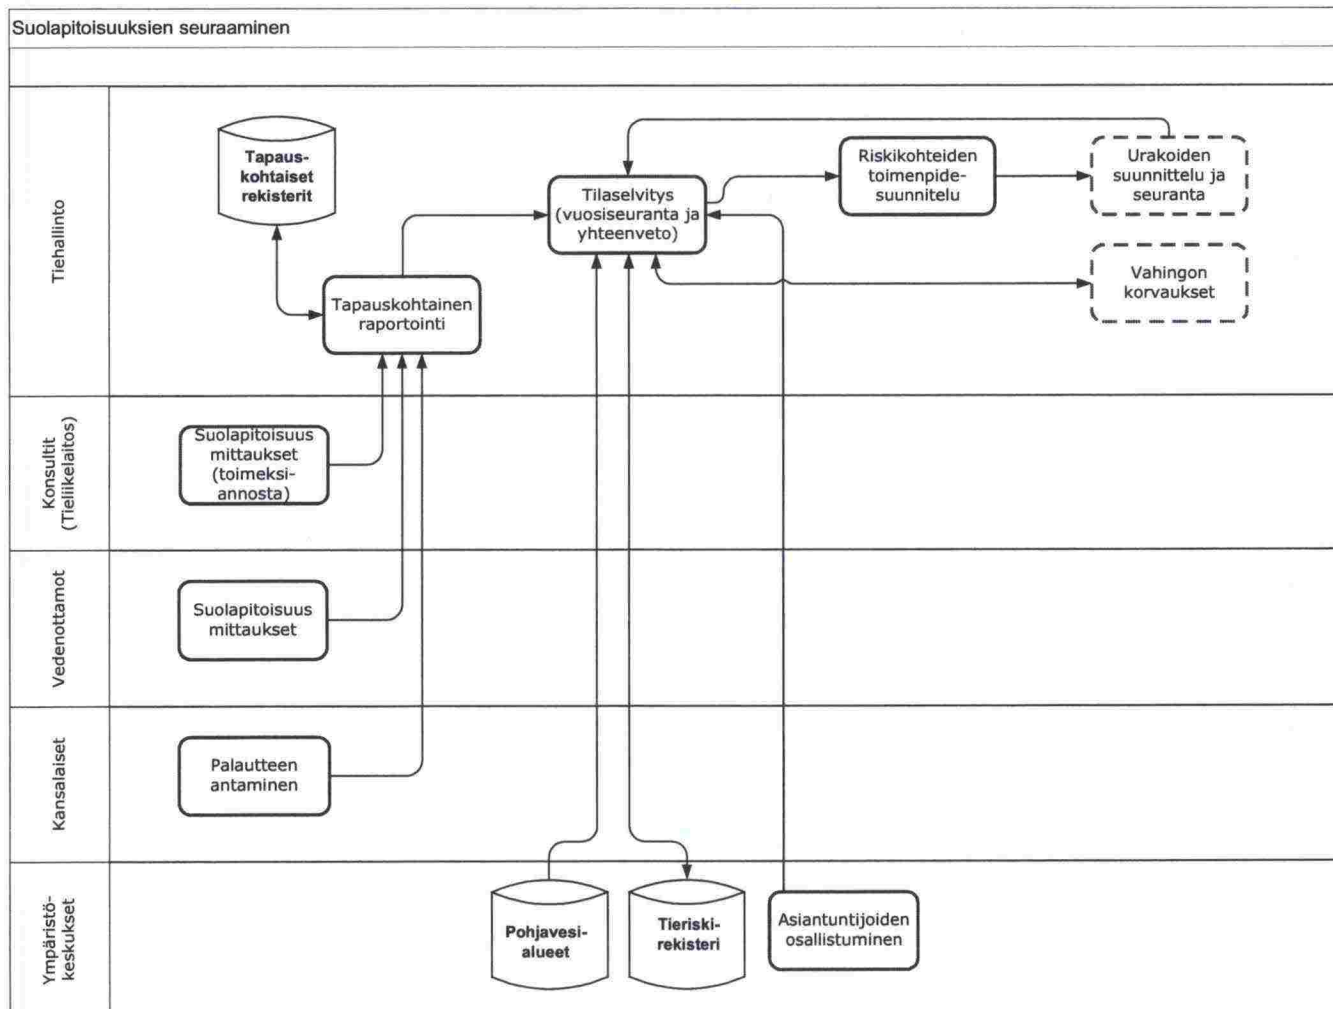 Suolapitoisuuksien seuraaminen
Tiehallinto
Tapaus-
kohtaiset
rekisterit
Tilaselvitys
(vuosiseuranta ja
yhteenveto)
Riskikohteiden
toimenpide-
suunnitelu
Urakoiden
suunnittelu ja
seuranta
Vahingon
korvaukset
Tapauskohtainen
raportointi
Konsultit
(Tieliikelaitos)
Suolapitoisuus
mittaukset
(toimeksi-
annosta)
Vedenottamot
Suolapitoisuus
mittaukset
Kansalaiset
Palautteen
antaminen
Ympäristö-
keskukset
Pohjavesi-
alueet
Tieriski-
rekisteri
Asiantuntijoiden
osallistuminen